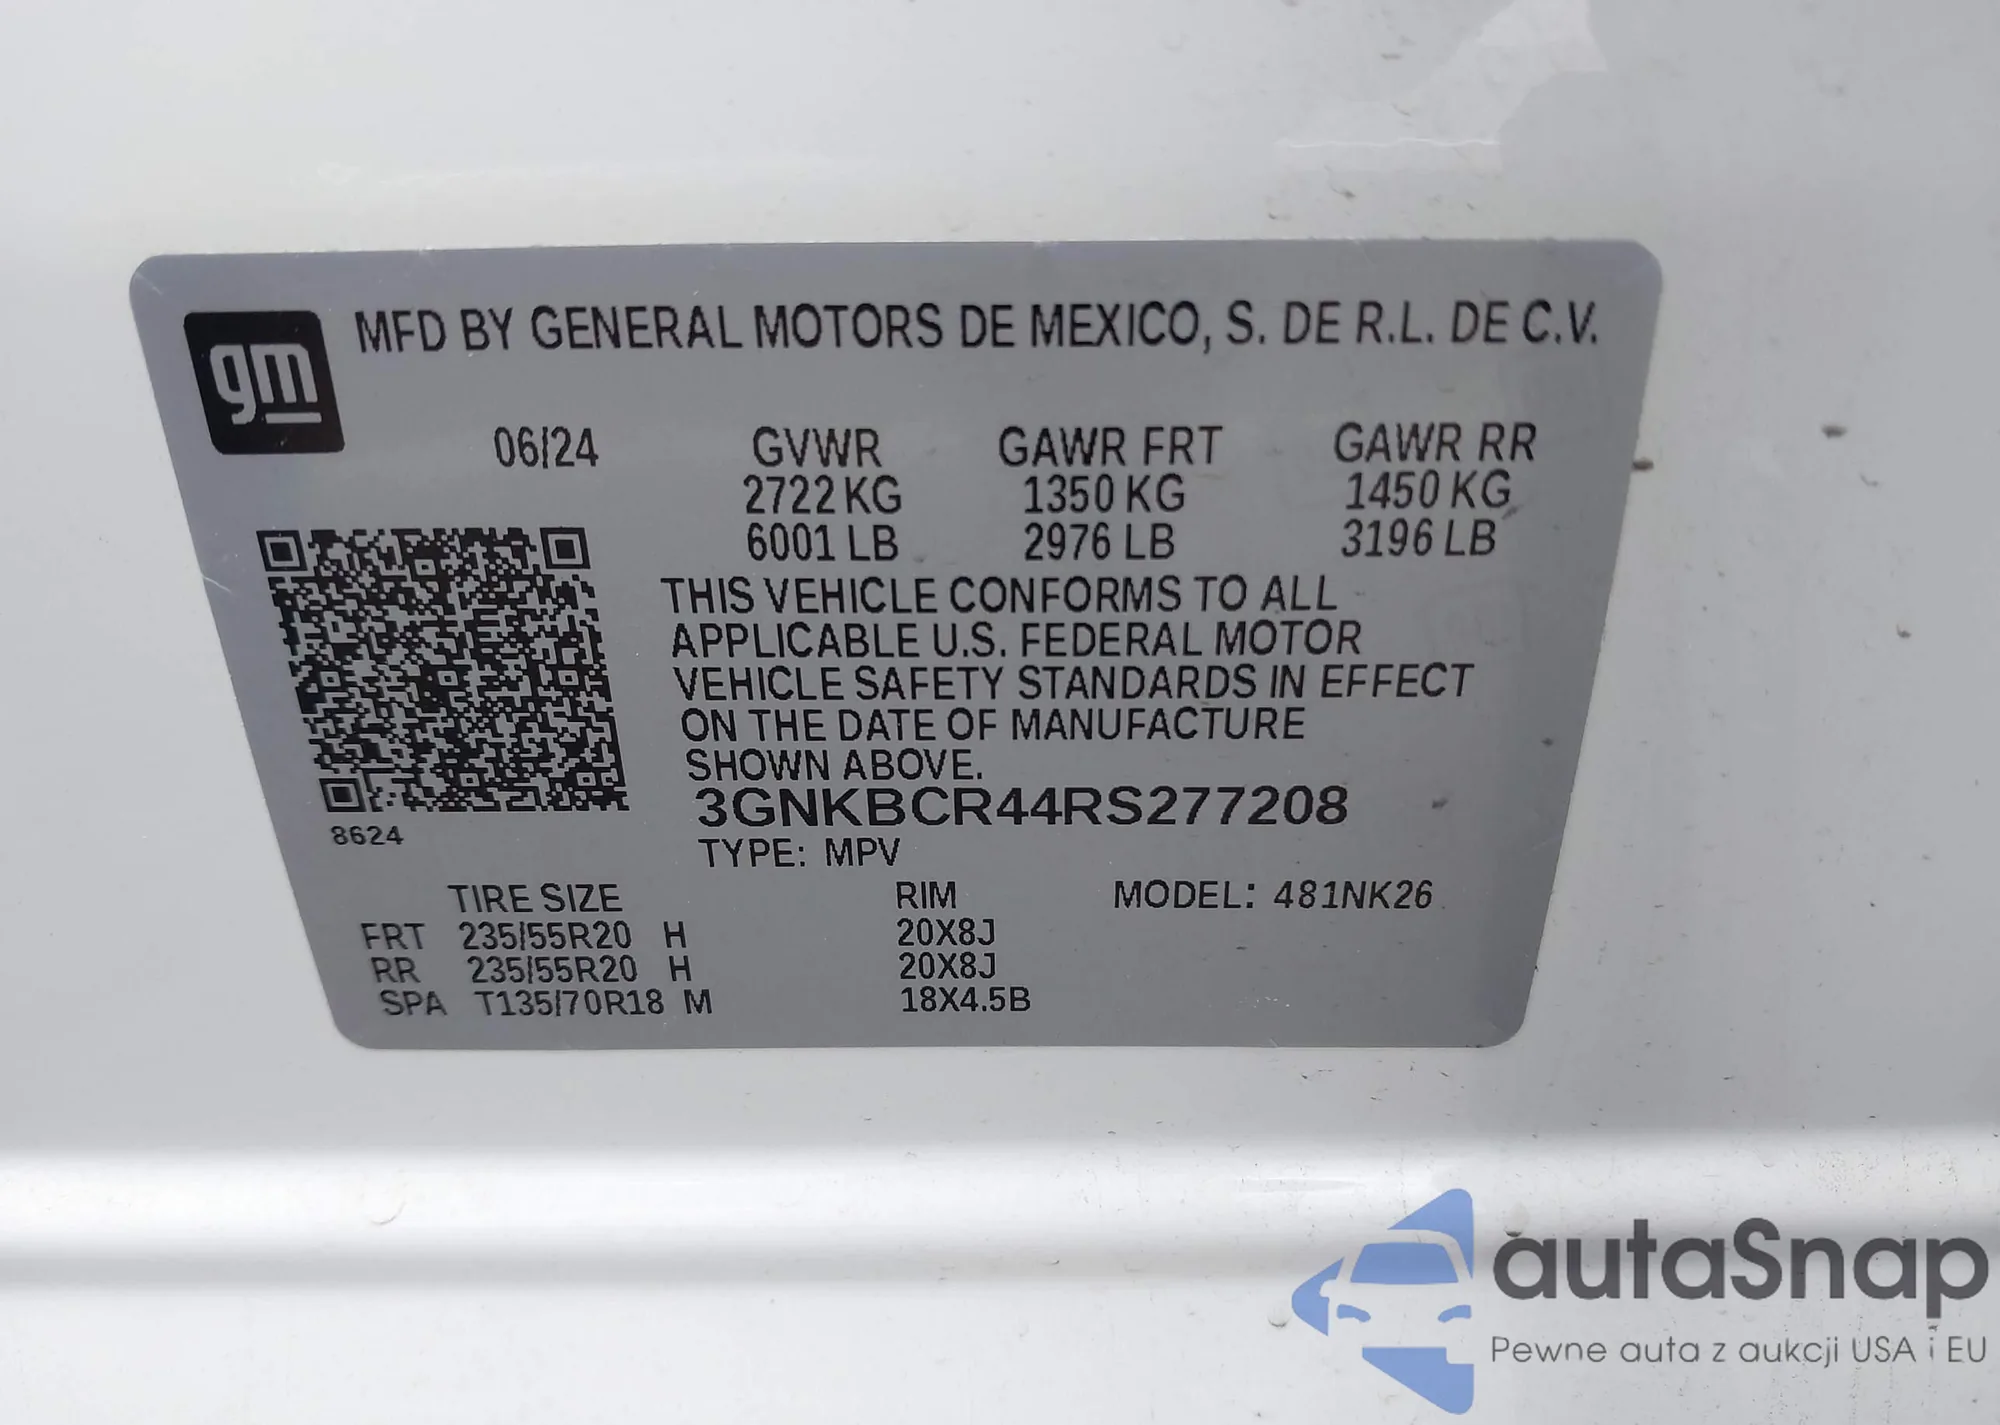 gm
MFD BY GENERAL MOTORS DE MEXICO, S. DE R.L. DE C.V.
06/24 GVWR GAWR FRT GAWR RR
2722 KG 1350 KG 1450 KG
6001 LB 2976 LB 3196 LB
THIS VEHICLE CONFORMS TO ALL
APPLICABLE U.S. FEDERAL MOTOR
VEHICLE SAFETY STANDARDS IN EFFECT
ON THE DATE OF MANUFACTURE
SHOWN ABOVE.
3GNKBCR44RS277208
8624
TYPE: MPV
TIRE SIZE RIM MODEL: 481NK26
FRT 235/55R20 H 20X8J
RR 235/55R20 H 20X8J
SPA T135/70R18 M 18X4.5B
autaSnap
Pewne auta z aukcji USA i EU